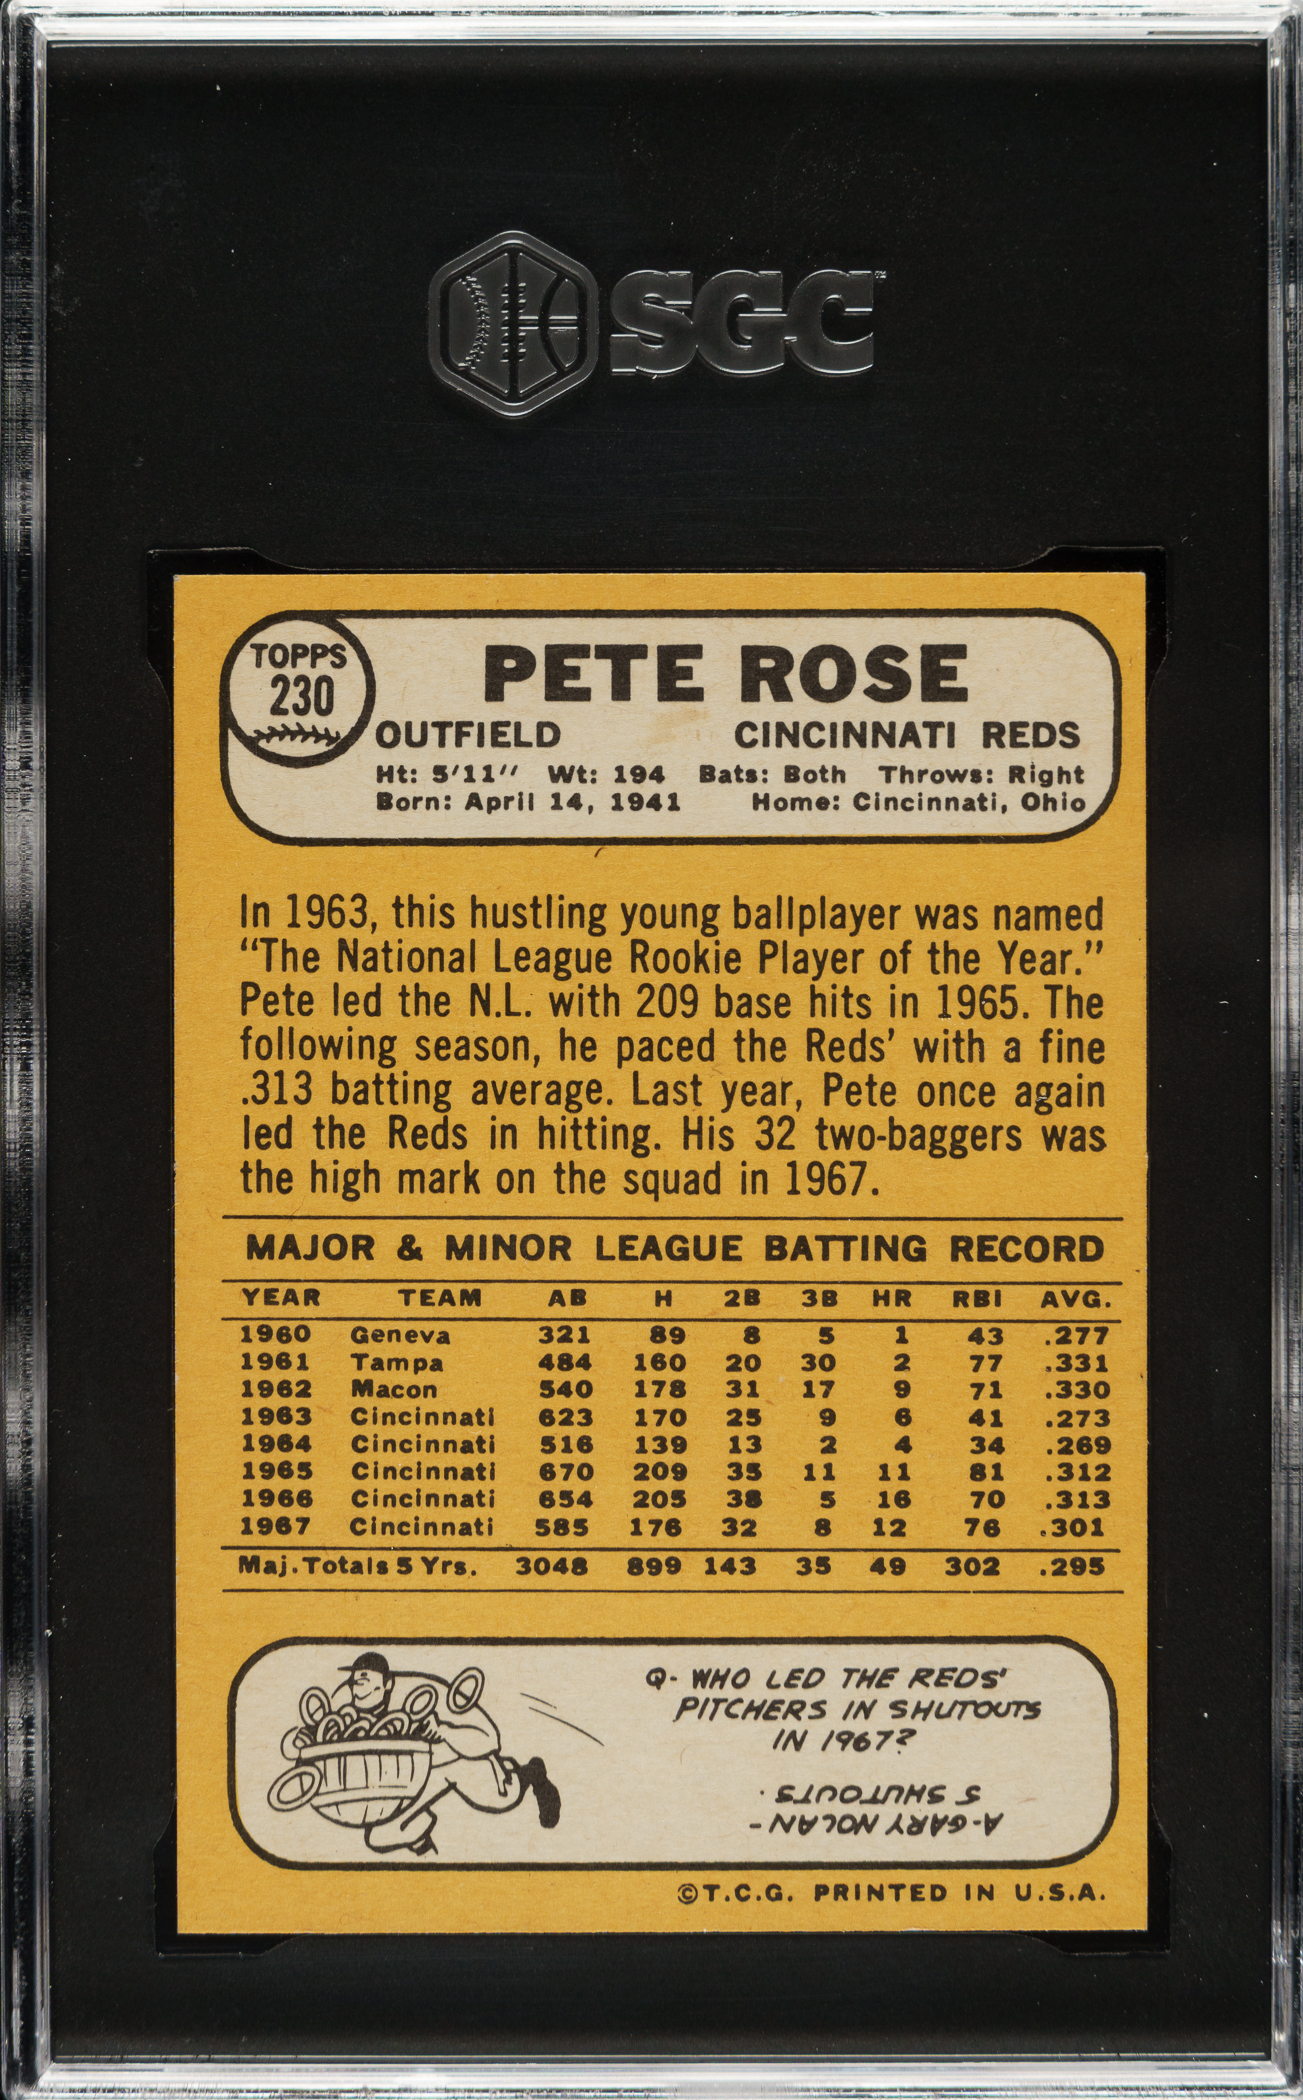 SGC
TOPPS
230
PETE ROSE
OUTFIELD CINCINNATI REDS
Ht: 5'11" Wt: 194 Bats: Both Throws: Right
Born: April 14, 1941 Home: Cincinnati, Ohio
In 1963, this hustling young ballplayer was named
“The National League Rookie Player of the Year.”
Pete led the N.L. with 209 base hits in 1965. The
following season, he paced the Reds’ with a fine
.313 batting average. Last year, Pete once again
led the Reds in hitting. His 32 two-baggers was
the high mark on the squad in 1967.
MAJOR & MINOR LEAGUE BATTING RECORD
YEAR TEAM AB H 2B 3B HR RBI AVG.
1960 Geneva 321 89 8 5 1 43 .277
1961 Tampa 484 160 20 30 2 77 .331
1962 Macon 540 178 31 17 9 71 .330
1963 Cincinnati 623 170 25 9 6 41 .273
1964 Cincinnati 516 139 13 2 4 34 .269
1965 Cincinnati 670 209 35 11 11 81 .312
1966 Cincinnati 654 205 38 5 16 70 .313
1967 Cincinnati 585 176 32 8 12 76 .301
Maj. Totals 5 Yrs. 3048 899 143 35 49 302 .295
Q- WHO LED THE REDS'
PITCHERS IN SHUTOUTS
IN 1967?
A-GARY NOLAN -
5 SHUTOUTS.
©T.C.G. PRINTED IN U.S.A.